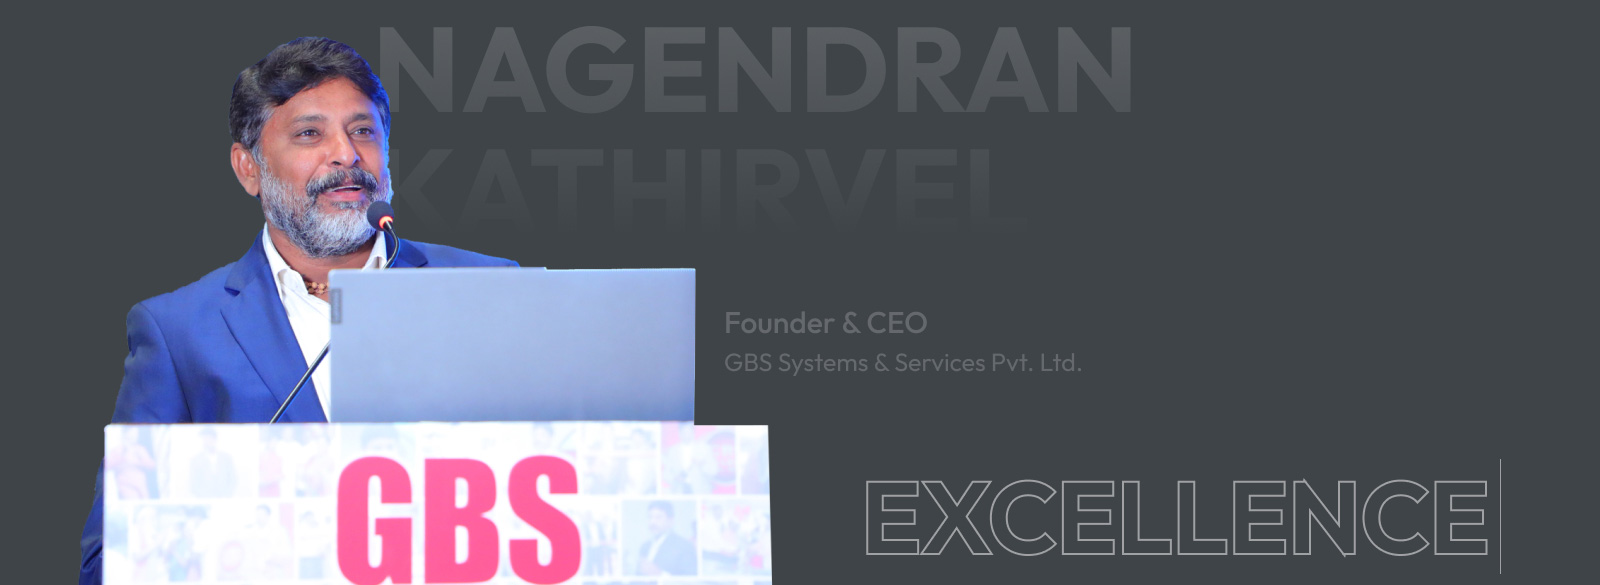 NAGENDRAN
KATHIRVEL
Founder & CEO
GBS Systems & Services Pvt. Ltd.
GBS
EXCELLENCE